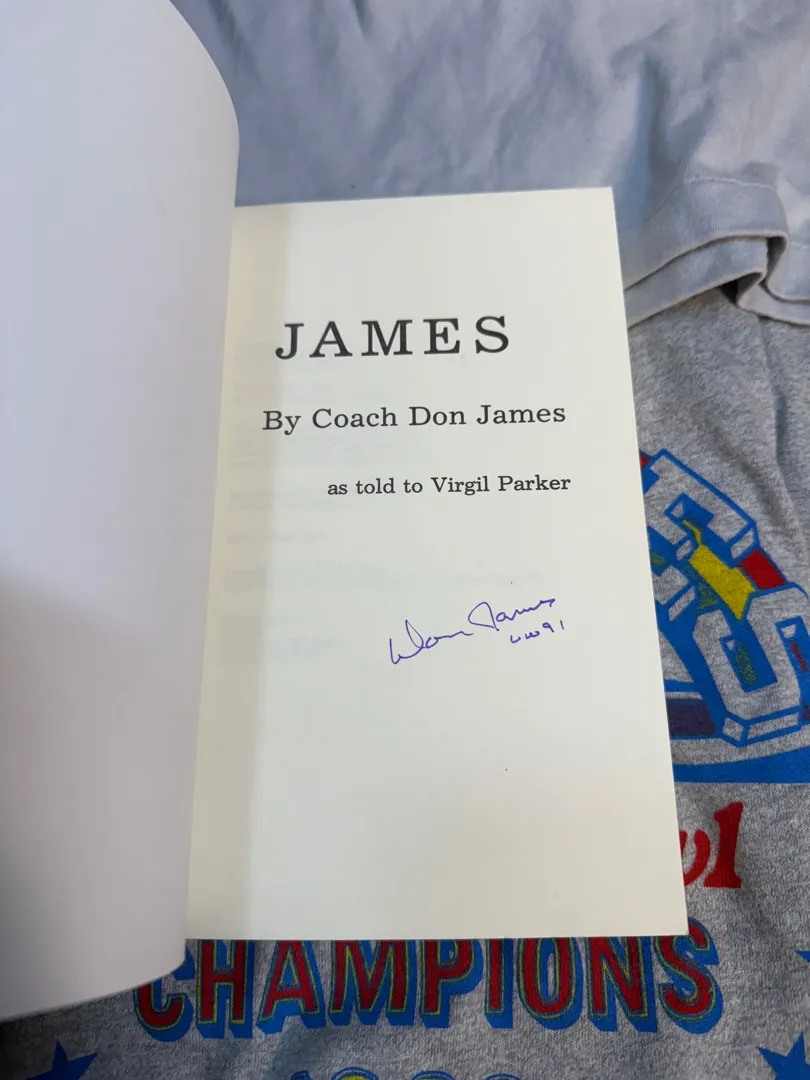 JAMES
By Coach Don James
as told to Virgil Parker
Don James
UW91
CHAMPIONS